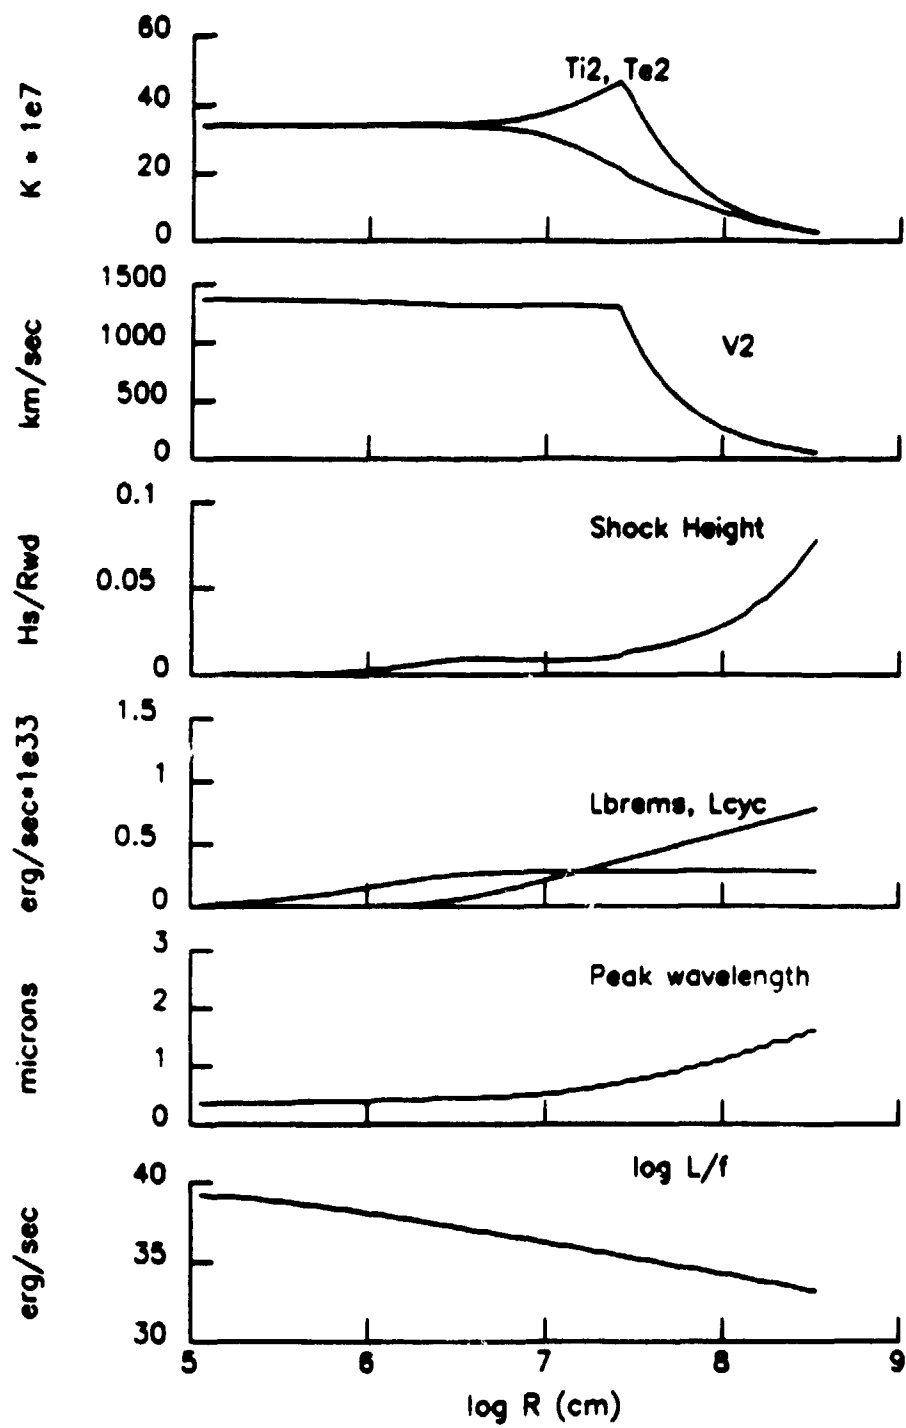 60
40
20
0
K * 1e7
Ti2, Te2
1500
1000
500
0
km/sec
V2
0.1
0.05
0
Hs/Rwd
Shock Height
1.5
1
0.5
0
erg/sec*1e33
Lbrems, Lcyc
3
2
1
0
microns
Peak wavelength
40
35
30
erg/sec
log L/f
5 6 7 8 9
log R (cm)